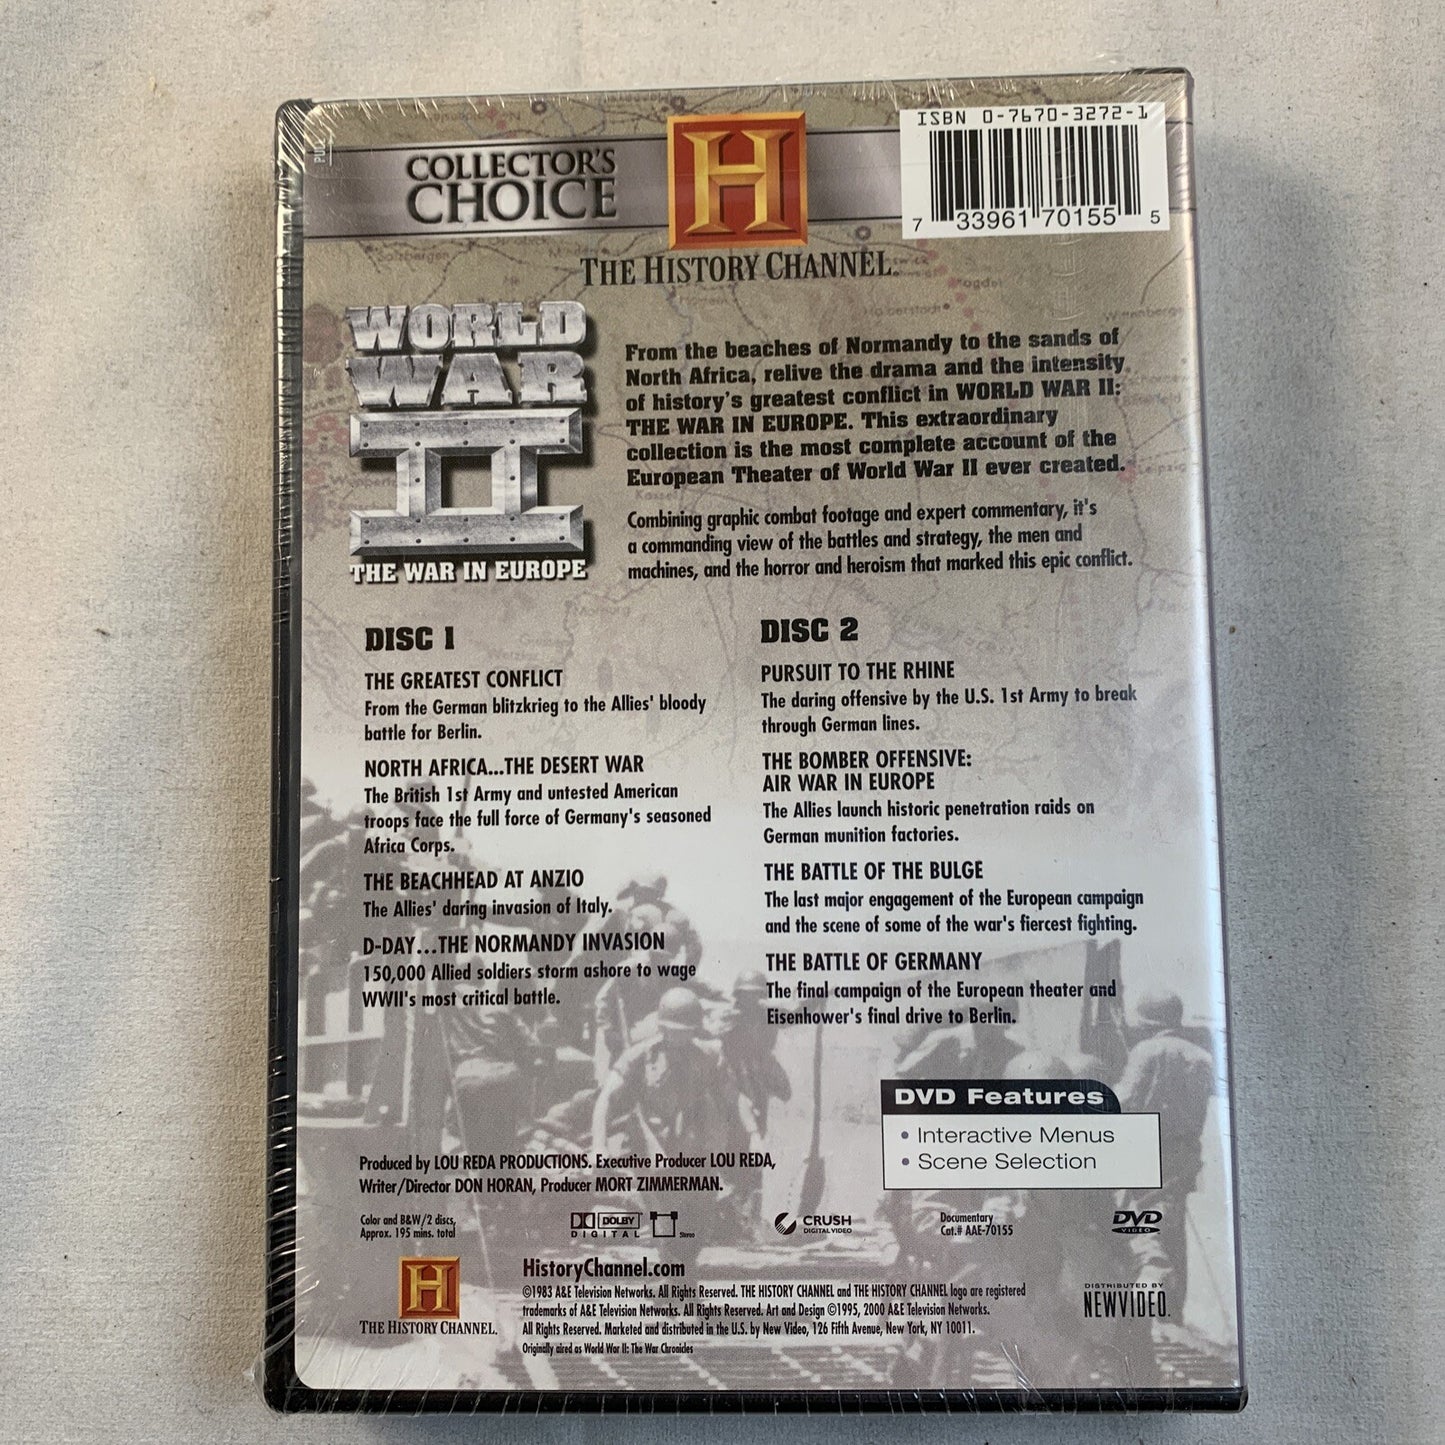 PULL
ISBN 0-7670-3272-1
COLLECTOR'S
CHOICE
H
7 33961 70155 5
THE HISTORY CHANNEL.
WORLD
WAR
II
THE WAR IN EUROPE
From the beaches of Normandy to the sands of
North Africa, relive the drama and the intensity
of history's greatest conflict in WORLD WAR II:
THE WAR IN EUROPE. This extraordinary
collection is the most complete account of the
European Theater of World War II ever created.
Combining graphic combat footage and expert commentary, it's
a commanding view of the battles and strategy, the men and
machines, and the horror and heroism that marked this epic conflict.
DISC 1
THE GREATEST CONFLICT
From the German blitzkrieg to the Allies' bloody
battle for Berlin.
NORTH AFRICA...THE DESERT WAR
The British 1st Army and untested American
troops face the full force of Germany's seasoned
Africa Corps.
THE BEACHHEAD AT ANZIO
The Allies' daring invasion of Italy.
D-DAY...THE NORMANDY INVASION
150,000 Allied soldiers storm ashore to wage
WWII's most critical battle.
DISC 2
PURSUIT TO THE RHINE
The daring offensive by the U.S. 1st Army to break
through German lines.
THE BOMBER OFFENSIVE:
AIR WAR IN EUROPE
The Allies launch historic penetration raids on
German munition factories.
THE BATTLE OF THE BULGE
The last major engagement of the European campaign
and the scene of some of the war's fiercest fighting.
THE BATTLE OF GERMANY
The final campaign of the European theater and
Eisenhower's final drive to Berlin.
DVD Features
• Interactive Menus
• Scene Selection
Produced by LOU REDA PRODUCTIONS. Executive Producer LOU REDA,
Writer/Director DON HORAN, Producer MORT ZIMMERMAN.
Color and B&W/2 discs,
Approx. 195 mins. total
DOLBY
DIGITAL
Stereo
CRUSH
DIGITAL VIDEO
Documentary
Cat.# AAE-70155
DVD
VIDEO
H
THE HISTORY CHANNEL.
HistoryChannel.com
©1983 A&E Television Networks. All Rights Reserved. THE HISTORY CHANNEL and THE HISTORY CHANNEL logo are registered
trademarks of A&E Television Networks. All Rights Reserved. Art and Design ©1995, 2000 A&E Television Networks.
All Rights Reserved. Marketed and distributed in the U.S. by New Video, 126 Fifth Avenue, New York, NY 10011.
Originally aired as World War II: The War Chronicles
DISTRIBUTED BY
NEWVIDEO.